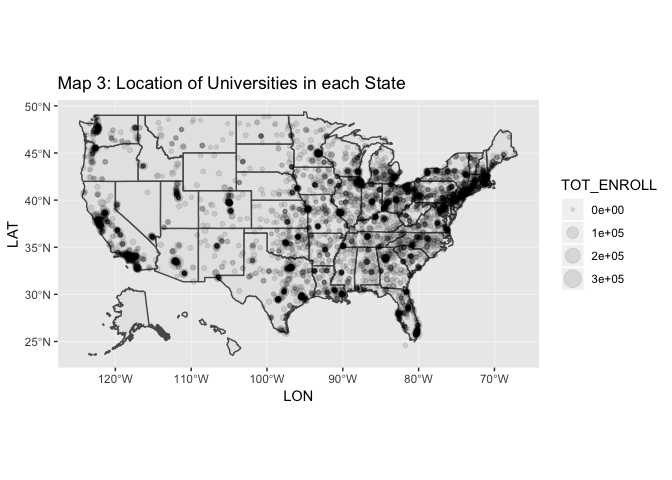 Map 3: Location of Universities in each State
50°N
45°N
40°N
35°N
30°N
25°N
LAT
120°W 110°W 100°W 90°W 80°W 70°W
LON
TOT_ENROLL
0e+00
1e+05
2e+05
3e+05